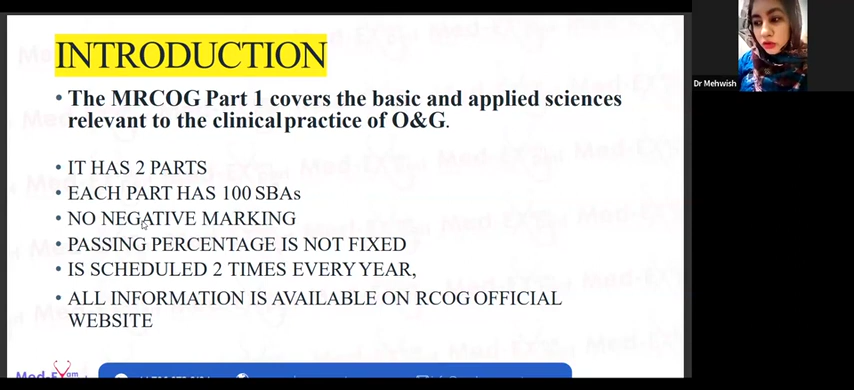 INTRODUCTION
• The MRCOG Part 1 covers the basic and applied sciences
relevant to the clinical practice of O&G.
• IT HAS 2 PARTS
• EACH PART HAS 100 SBAs
• NO NEGATIVE MARKING
• PASSING PERCENTAGE IS NOT FIXED
• IS SCHEDULED 2 TIMES EVERY YEAR,
• ALL INFORMATION IS AVAILABLE ON RCOG OFFICIAL
WEBSITE
Dr Mehwish